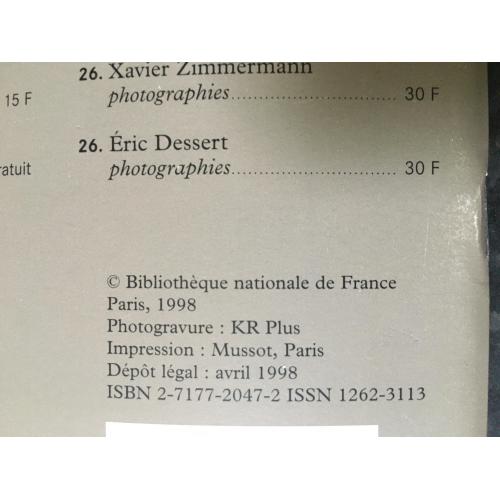 26. Xavier Zimmermann
15 F
photographies.............................. 30 F
26. Éric Dessert
photographies.............................. 30 F
© Bibliothèque nationale de France
Paris, 1998
Photogravure : KR Plus
Impression : Mussot, Paris
Dépôt légal : avril 1998
ISBN 2-7177-2047-2 ISSN 1262-3113